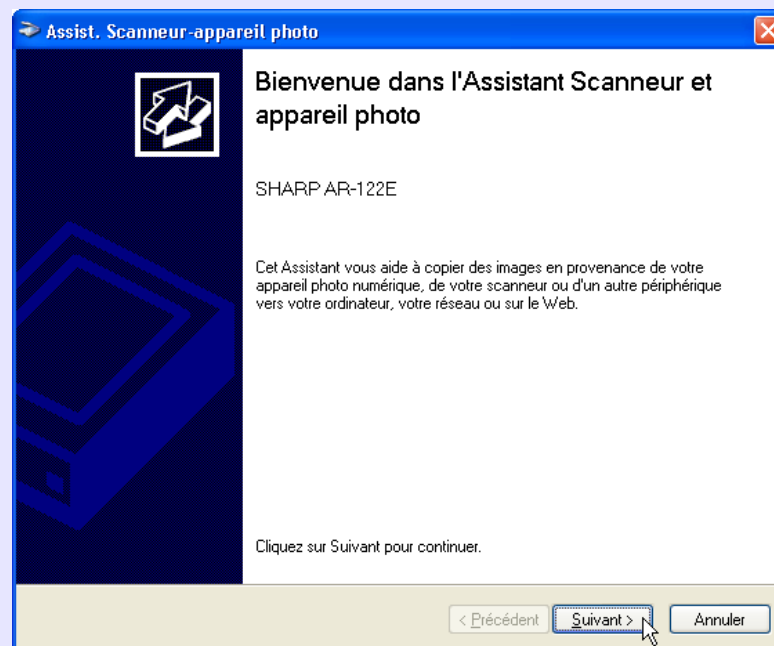 Assist. Scanneur-appareil photo
Bienvenue dans l'Assistant Scanneur et
appareil photo
SHARP AR-122E
Cet Assistant vous aide à copier des images en provenance de votre
appareil photo numérique, de votre scanneur ou d'un autre périphérique
vers votre ordinateur, votre réseau ou sur le Web.
Cliquez sur Suivant pour continuer.
< Précédent Suivant > Annuler